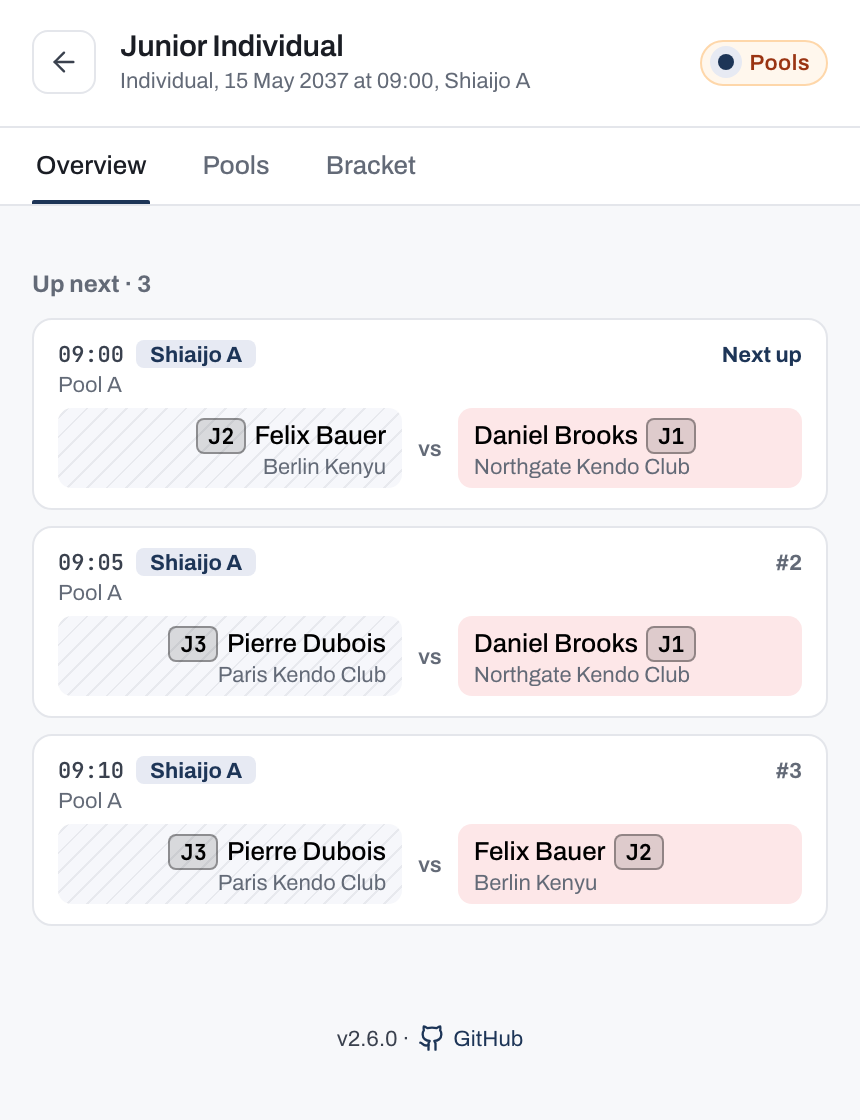 Junior Individual
Individual, 15 May 2037 at 09:00, Shiaijo A
Pools
Overview Pools Bracket
Up next · 3
09:00 Shiaijo A Next up
Pool A
J2 Felix Bauer vs Daniel Brooks J1
Berlin Kenyu Northgate Kendo Club
09:05 Shiaijo A #2
Pool A
J3 Pierre Dubois vs Daniel Brooks J1
Paris Kendo Club Northgate Kendo Club
09:10 Shiaijo A #3
Pool A
J3 Pierre Dubois vs Felix Bauer J2
Paris Kendo Club Berlin Kenyu
v2.6.0 · GitHub